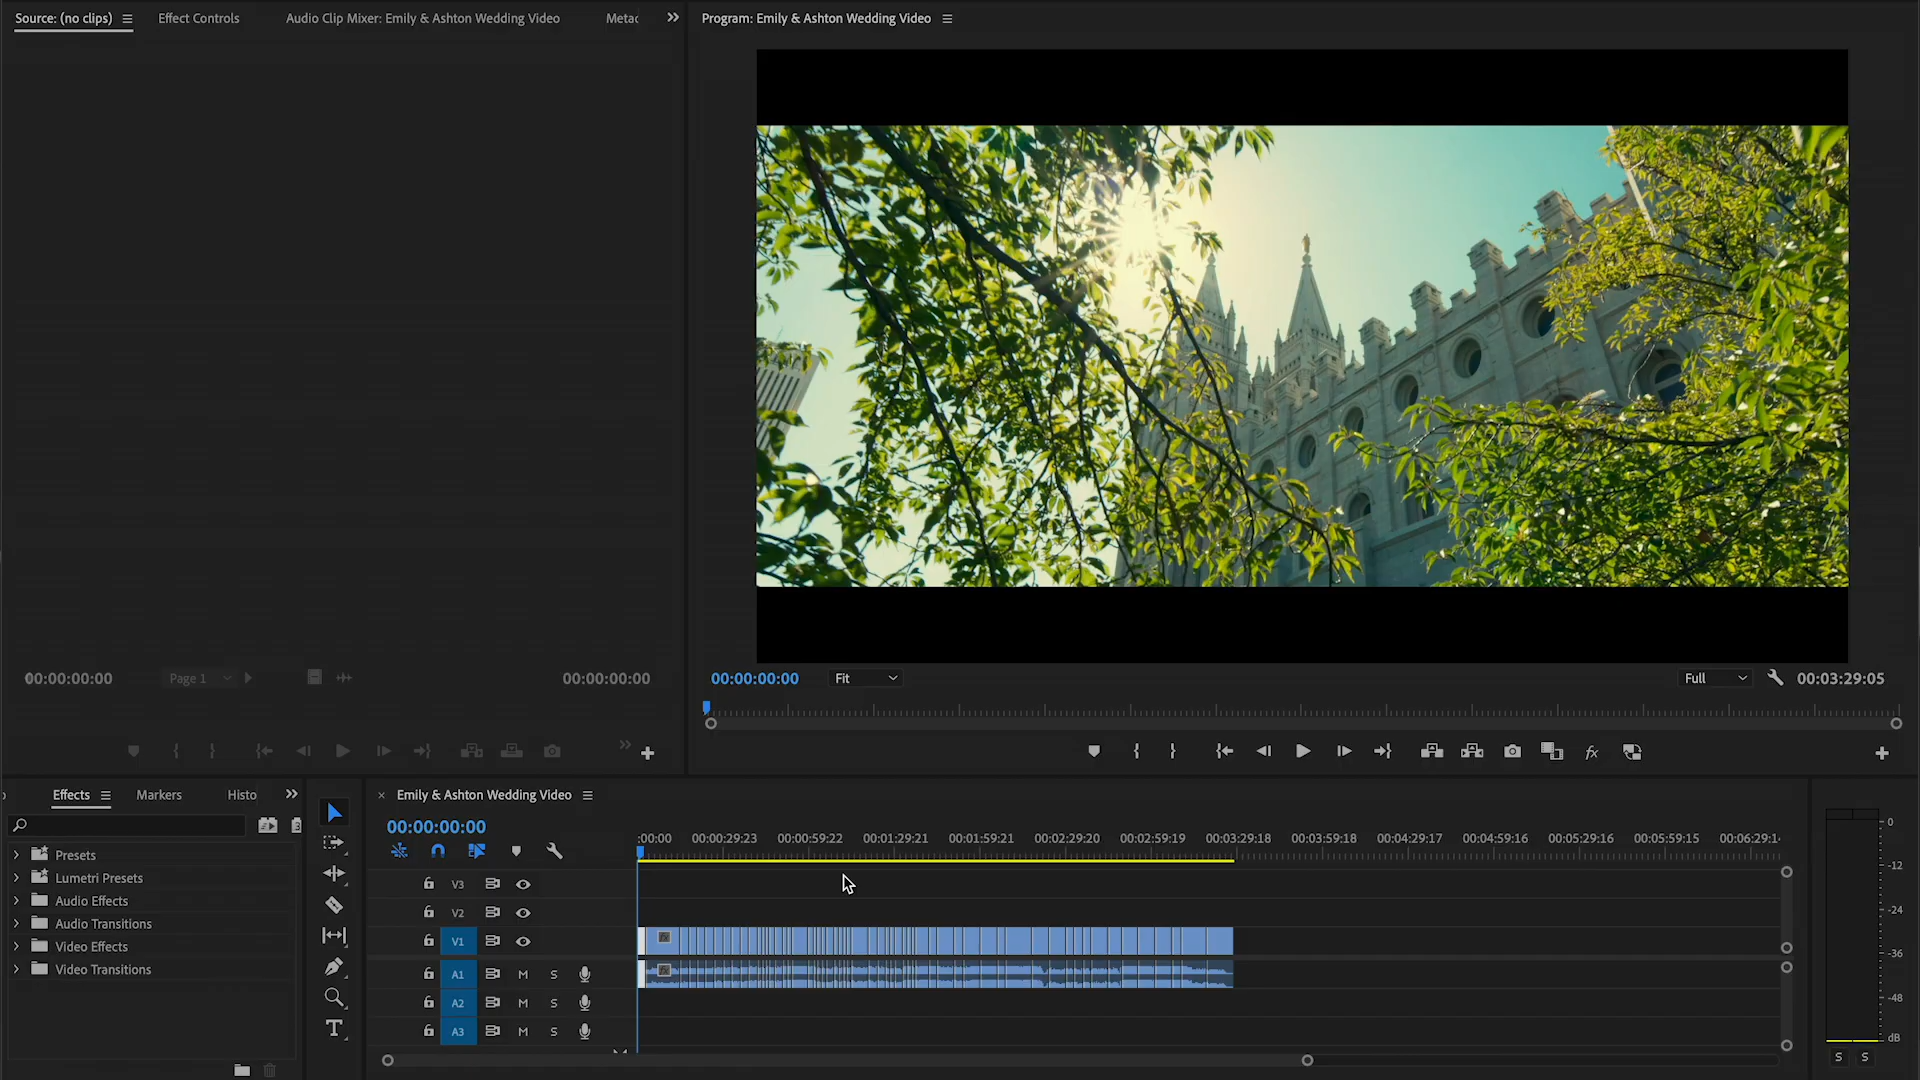 Source: (no clips)
Effect Controls
Audio Clip Mixer: Emily & Ashton Wedding Video
Metac
Program: Emily & Ashton Wedding Video
00:00:00:00
Page 1
00:00:00:00
00:00:00:00
Fit
Full
00:03:29:05
Effects
Markers
Histo
Presets
Lumetri Presets
Audio Effects
Audio Transitions
Video Effects
Video Transitions
Emily & Ashton Wedding Video
00:00:00:00
:00:00 00:00:29:23 00:00:59:22 00:01:29:21 00:01:59:21 00:02:29:20 00:02:59:19 00:03:29:18 00:03:59:18 00:04:29:17 00:04:59:16 00:05:29:16 00:05:59:15 00:06:29:14
V3
V2
V1
A1 M S
A2 M S
A3 M S
fx
fx
fx
T
0
-12
-24
-36
-48
dB
S S